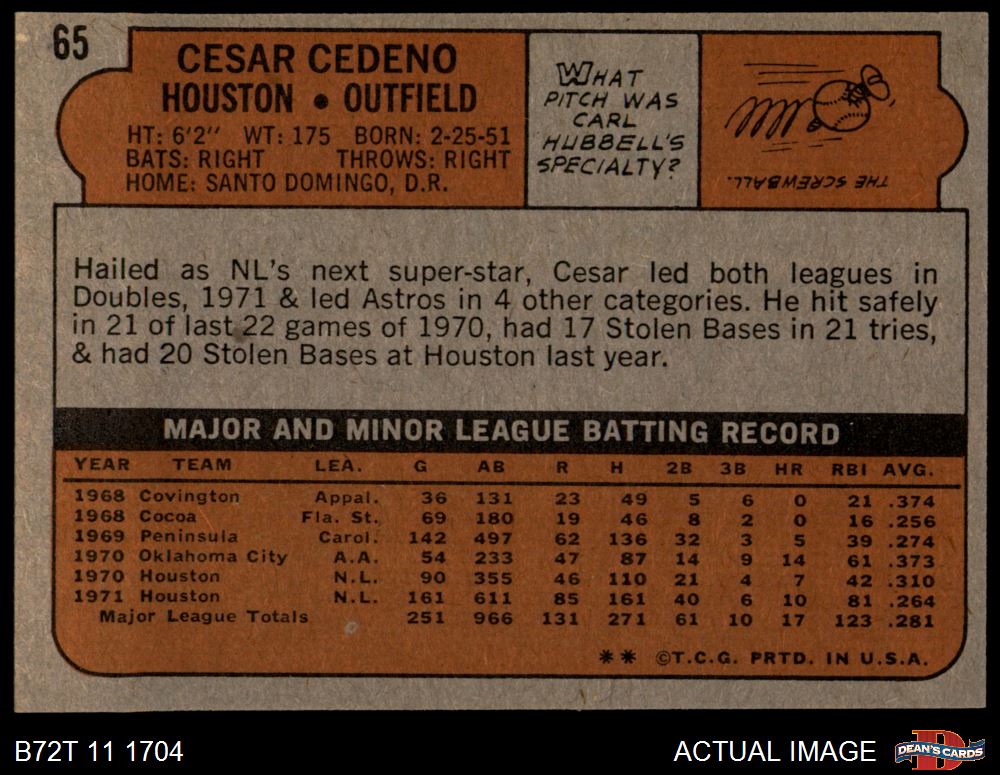 65
CESAR CEDENO
HOUSTON • OUTFIELD
HT: 6'2" WT: 175 BORN: 2-25-51
BATS: RIGHT THROWS: RIGHT
HOME: SANTO DOMINGO, D.R.
WHAT
PITCH WAS
CARL
HUBBELL'S
SPECIALTY?
THE SCREWBALL.
Hailed as NL's next super-star, Cesar led both leagues in
Doubles, 1971 & led Astros in 4 other categories. He hit safely
in 21 of last 22 games of 1970, had 17 Stolen Bases in 21 tries,
& had 20 Stolen Bases at Houston last year.
MAJOR AND MINOR LEAGUE BATTING RECORD
YEAR TEAM LEA. G AB R H 2B 3B HR RBI AVG.
1968 Covington Appal. 36 131 23 49 5 6 0 21 .374
1968 Cocoa Fla. St. 69 180 19 46 8 2 0 16 .256
1969 Peninsula Carol. 142 497 62 136 32 3 5 39 .274
1970 Oklahoma City A.A. 54 233 47 87 14 9 14 61 .373
1970 Houston N.L. 90 355 46 110 21 4 7 42 .310
1971 Houston N.L. 161 611 85 161 40 6 10 81 .264
Major League Totals 251 966 131 271 61 10 17 123 .281
** ©T.C.G. PRTD. IN U.S.A.
B72T 11 1704
ACTUAL IMAGE
DEAN'S CARDS